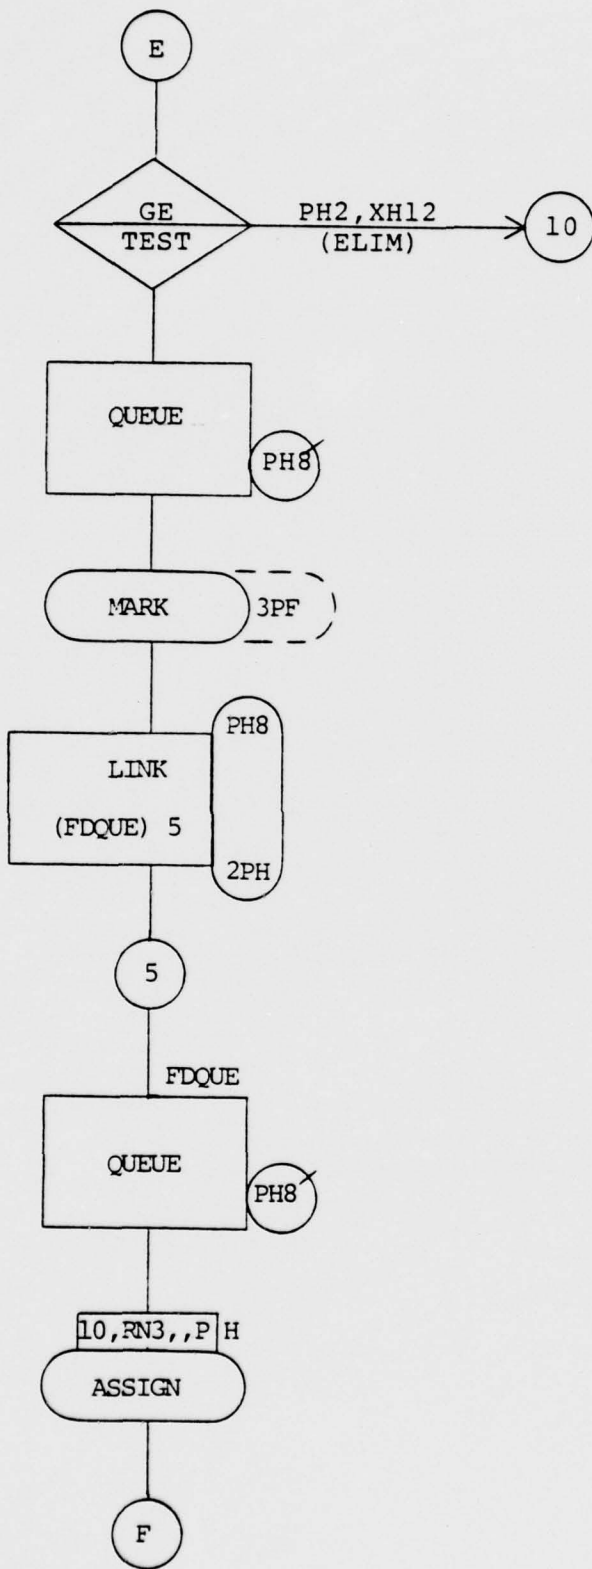 E
GE
TEST
PH2,XH12
(ELIM)
10
QUEUE
PH8
MARK
3PF
PH8
LINK
(FDQUE) 5
2PH
5
FDQUE
QUEUE
PH8
10,RN3,,P H
ASSIGN
F